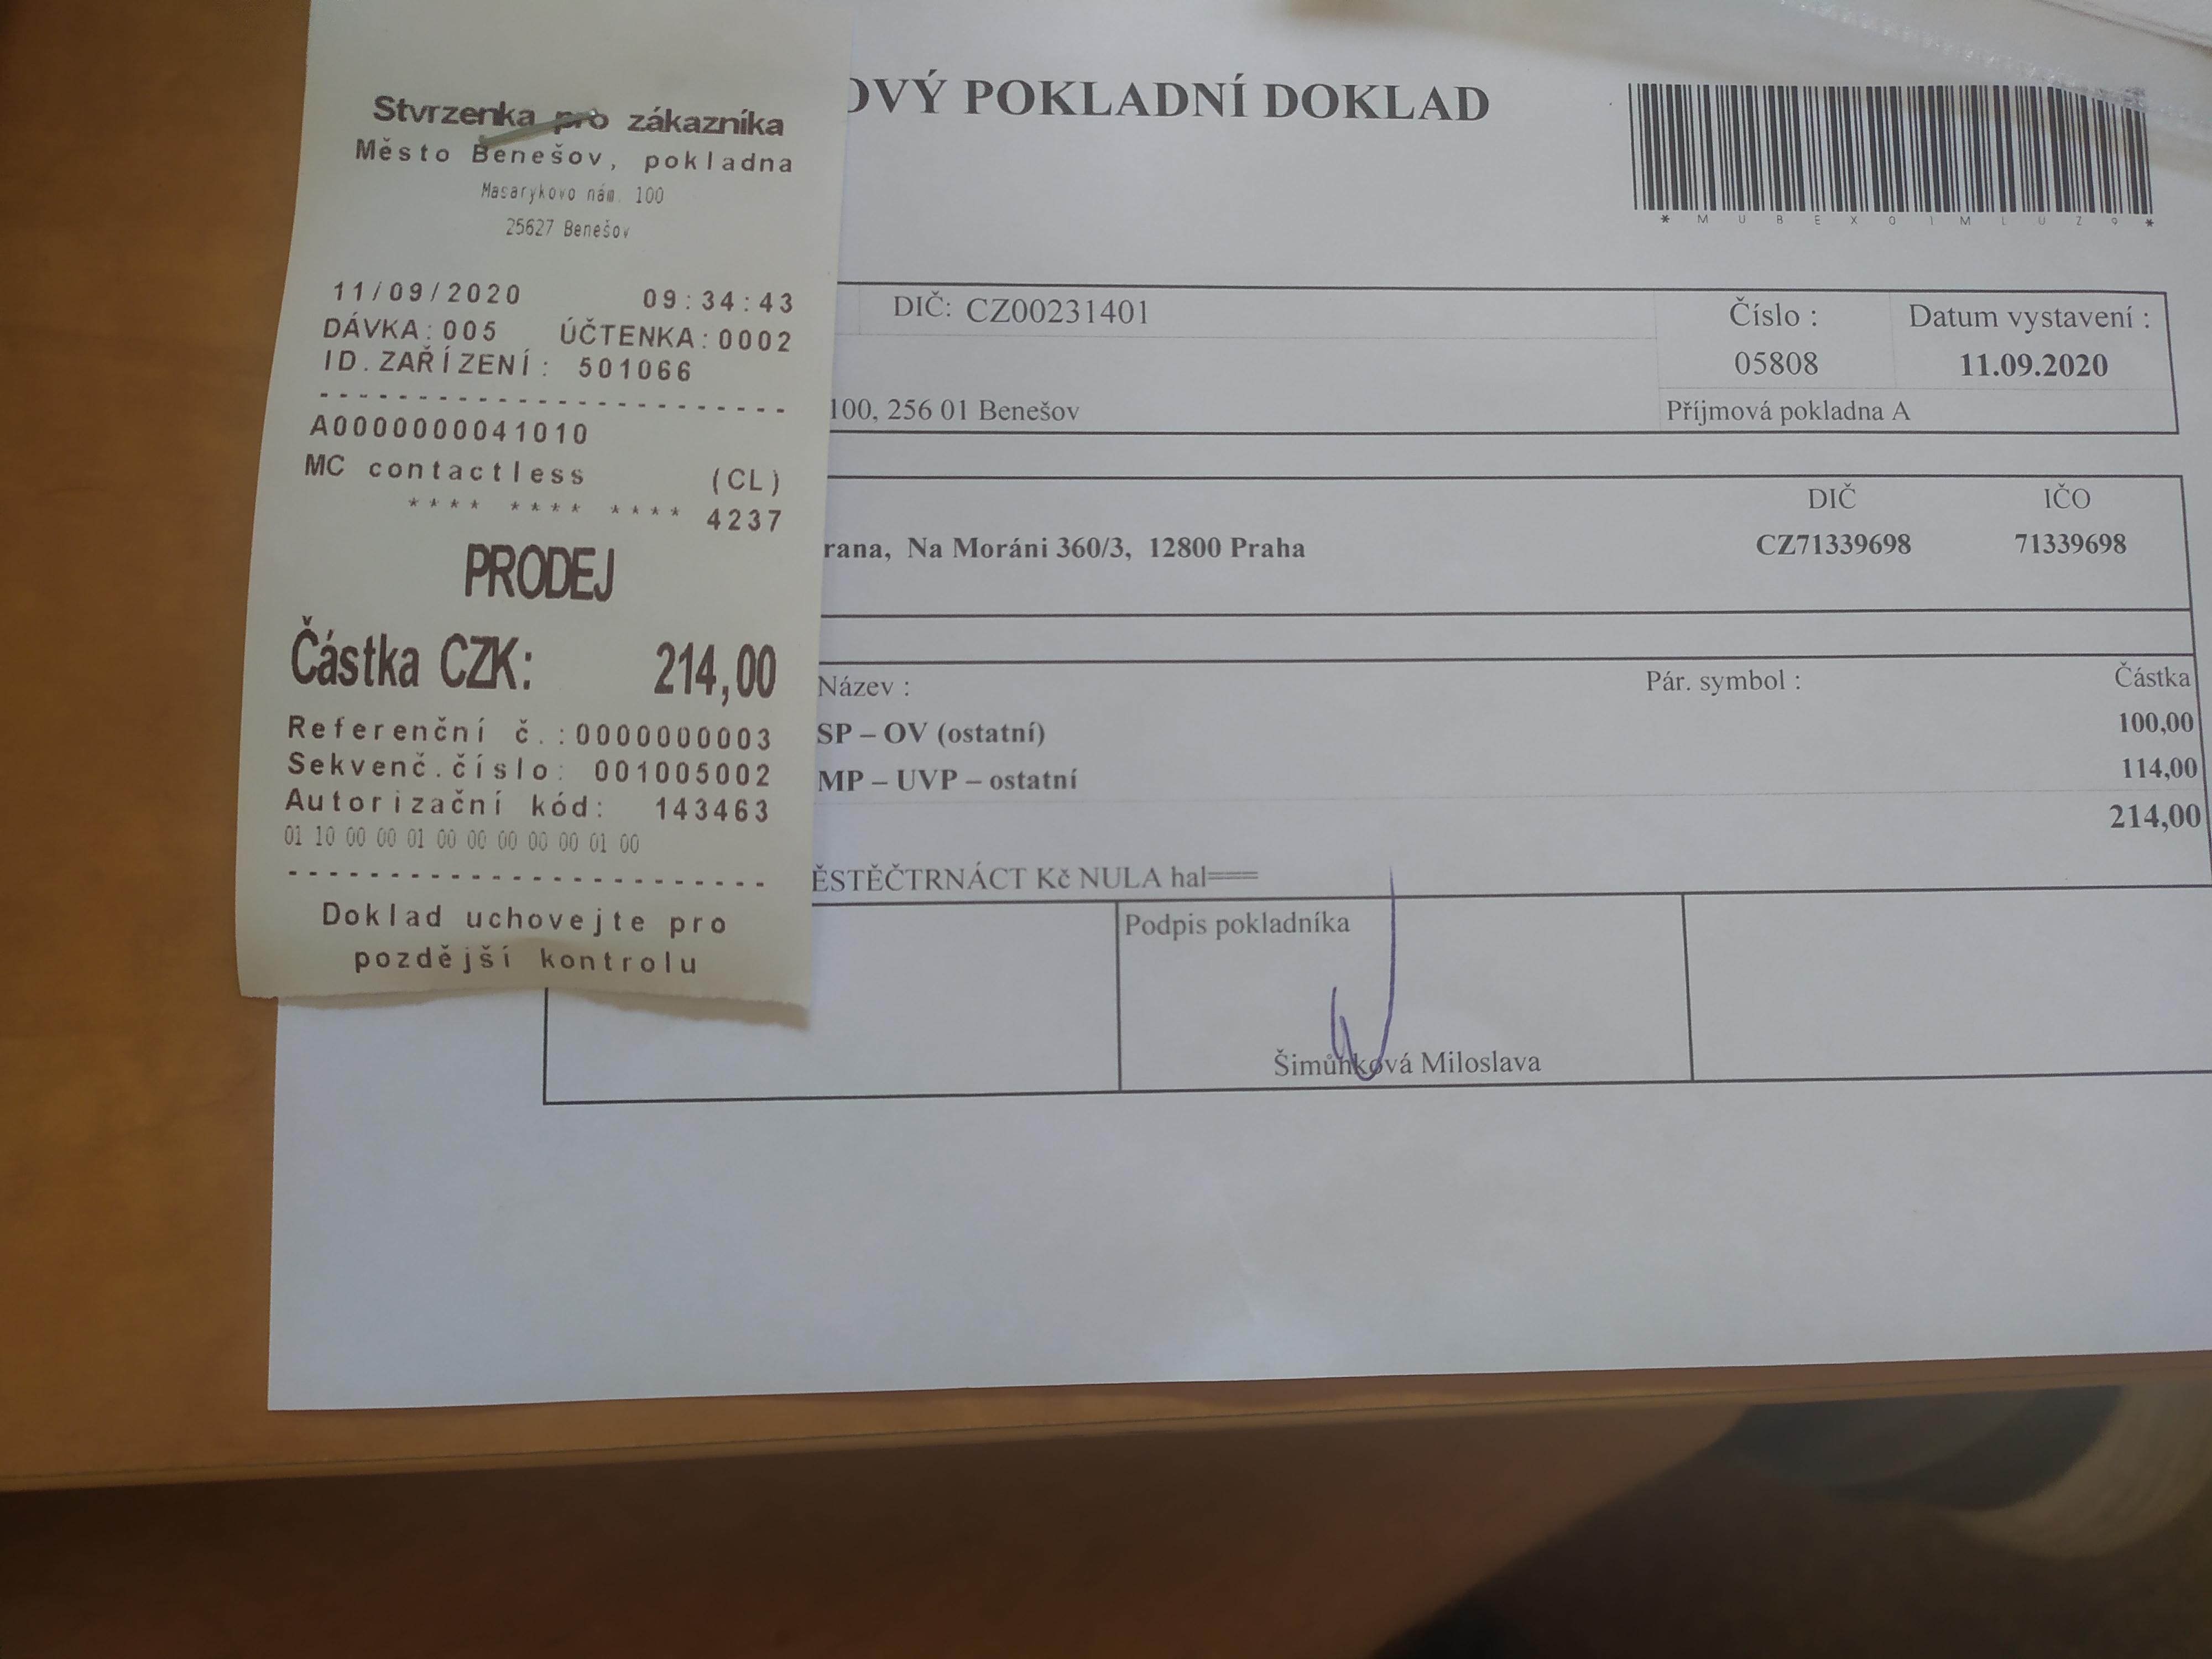 Stvrzenka pro zákazníka
Město Benešov, pokladna
Masarykovo nám. 100
25627 Benešov
11/09/2020 09:34:43
DÁVKA:005 ÚČTENKA:0002
ID.ZAŘÍZENÍ: 501066
A0000000041010
MC contactless (CL)
**** **** **** 4237
PRODEJ
Částka CZK: 214,00
Referenční č.:0000000003
Sekvenč.číslo: 001005002
Autorizační kód: 143463
01 10 00 00 01 00 00 00 00 00 01 00
Doklad uchovejte pro
pozdější kontrolu
OVÝ POKLADNÍ DOKLAD
*MUBEX01MLUZ9*
DIČ: CZ00231401
Číslo :
05808
Datum vystavení :
11.09.2020
100, 256 01 Benešov
Příjmová pokladna A
DIČ IČO
rana, Na Moráni 360/3, 12800 Praha CZ71339698 71339698
Název : Pár. symbol : Částka
SP – OV (ostatní) 100,00
MP – UVP – ostatní 114,00
214,00
ĚSTĚČTRNÁCT Kč NULA hal===
Podpis pokladníka
Šimůnková Miloslava